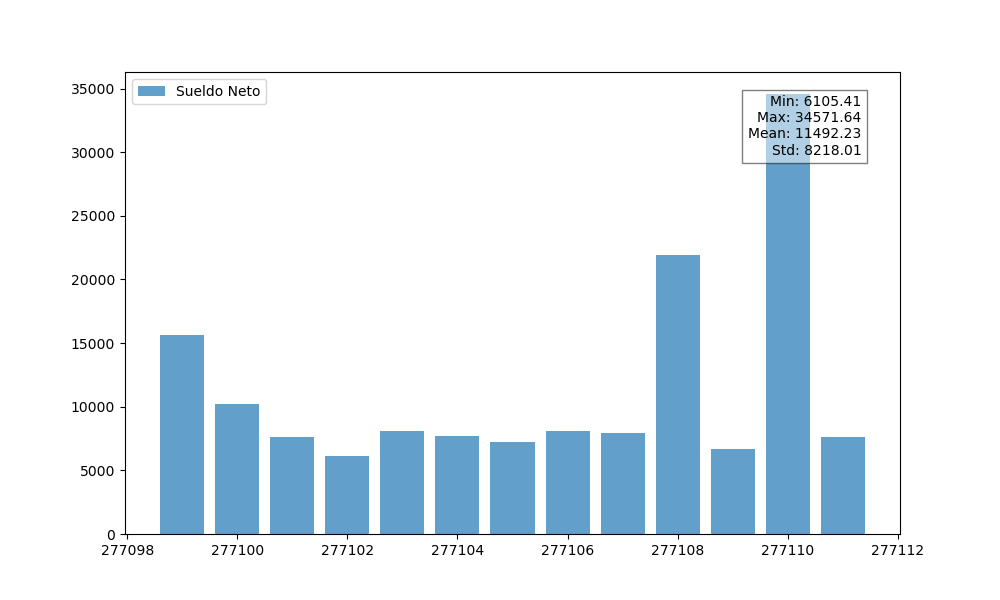 Sueldo Neto
Min: 6105.41
Max: 34571.64
Mean: 11492.23
Std: 8218.01
35000
30000
25000
20000
15000
10000
5000
0
277098 277100 277102 277104 277106 277108 277110 277112